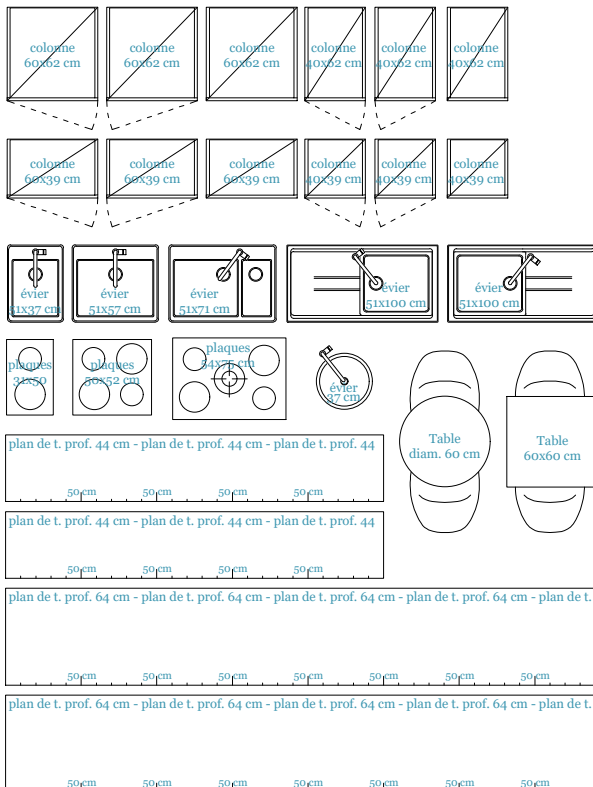 colonne
60x62 cm
colonne
60x62 cm
colonne
60x62 cm
colonne
40x62 cm
colonne
40x62 cm
colonne
40x62 cm
colonne
60x39 cm
colonne
60x39 cm
colonne
60x39 cm
colonne
40x39 cm
colonne
40x39 cm
colonne
40x39 cm
évier
51x37 cm
évier
51x57 cm
évier
51x71 cm
évier
51x100 cm
évier
51x100 cm
plaques
31x50
plaques
50x52 cm
plaques
54x75 cm
évier
37 cm
Table
diam. 60 cm
Table
60x60 cm
plan de t. prof. 44 cm - plan de t. prof. 44 cm - plan de t. prof. 44
50 cm 50 cm 50 cm 50 cm
plan de t. prof. 44 cm - plan de t. prof. 44 cm - plan de t. prof. 44
50 cm 50 cm 50 cm 50 cm
plan de t. prof. 64 cm - plan de t. prof. 64 cm - plan de t. prof. 64 cm - plan de t. prof. 64 cm - plan de t.
50 cm 50 cm 50 cm 50 cm 50 cm 50 cm 50 cm
plan de t. prof. 64 cm - plan de t. prof. 64 cm - plan de t. prof. 64 cm - plan de t. prof. 64 cm - plan de t.
50 cm 50 cm 50 cm 50 cm 50 cm 50 cm 50 cm